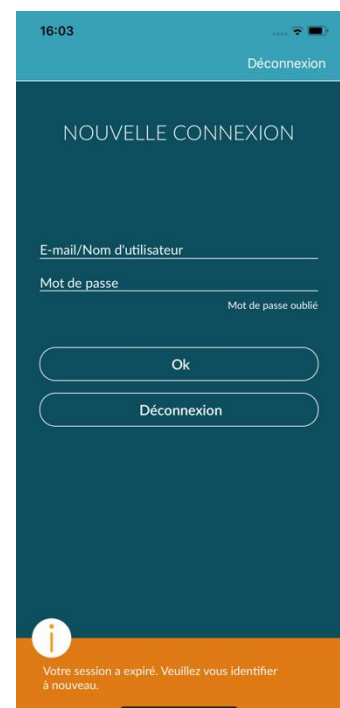 16:03
Déconnexion
NOUVELLE CONNEXION
E-mail/Nom d'utilisateur
Mot de passe
Mot de passe oublié
Ok
Déconnexion
i
Votre session a expiré. Veuillez vous identifier
à nouveau.